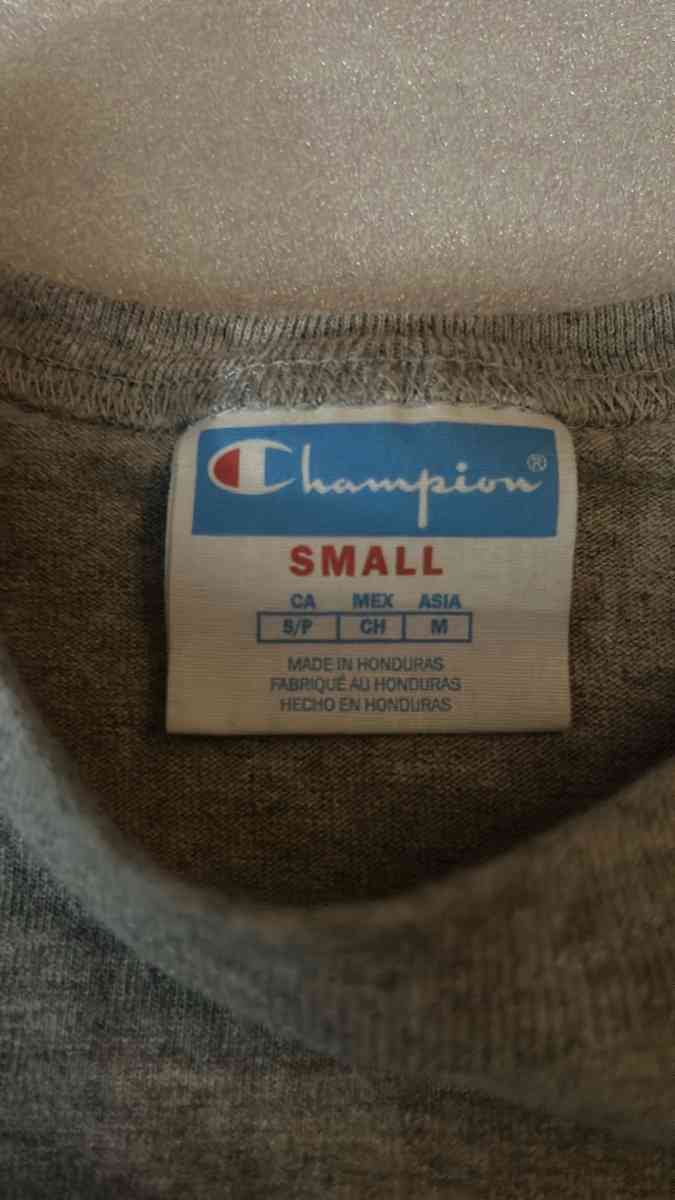 Champion®
SMALL
CA MEX ASIA
S/P CH M
MADE IN HONDURAS
FABRIQUÉ AU HONDURAS
HECHO EN HONDURAS